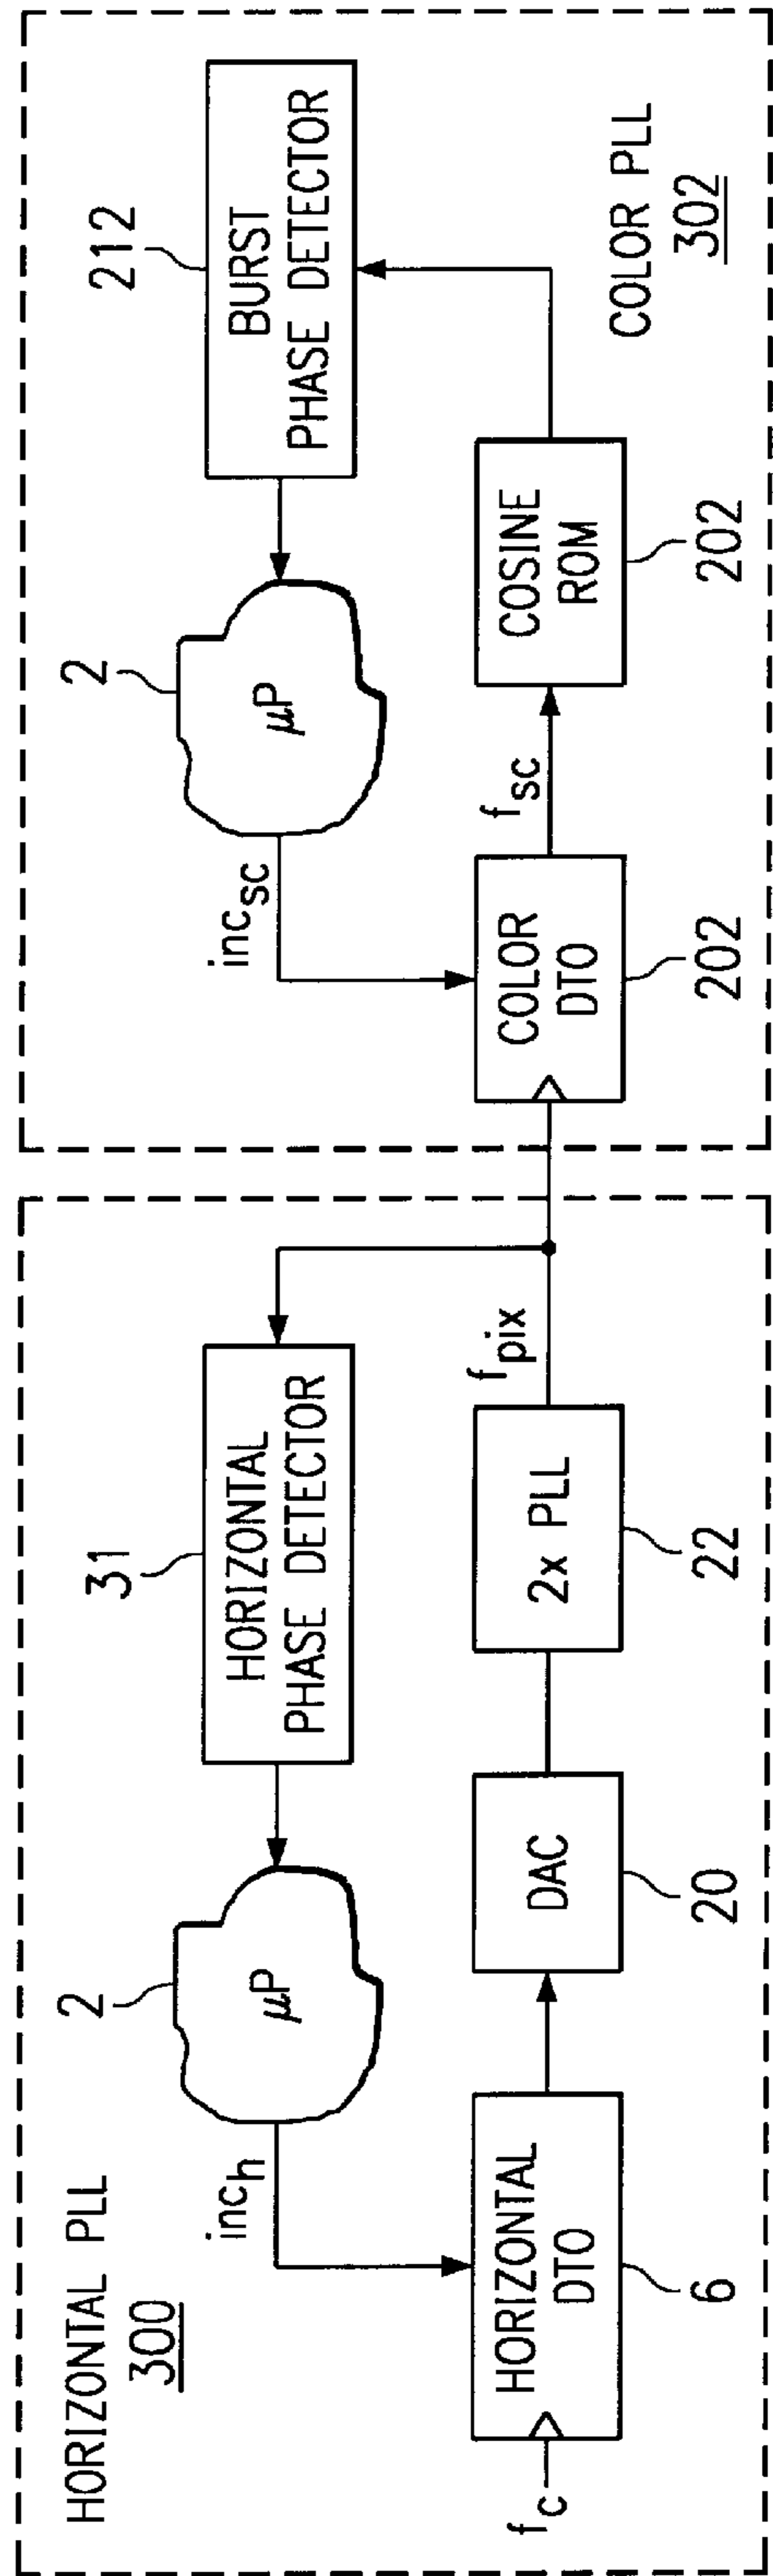 HORIZONTAL PLL
300
2
µP
inc_h
31
HORIZONTAL
PHASE DETECTOR
f_c
HORIZONTAL
DTO
6
DAC
20
2x PLL
22
f_pix
2
µP
inc_sc
212
BURST
PHASE DETECTOR
COLOR
DTO
202
f_sc
COSINE
ROM
202
COLOR PLL
302